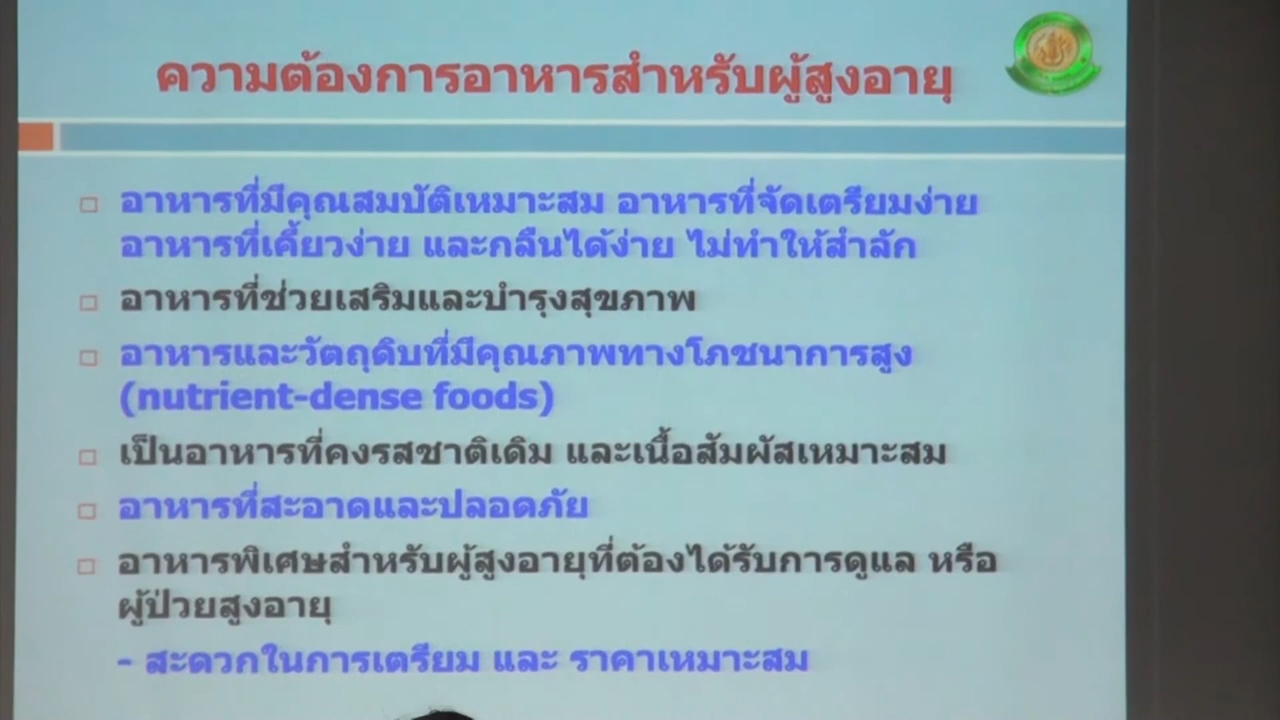 ความต้องการอาหารสำหรับผู้สูงอายุ
อาหารที่มีคุณสมบัติเหมาะสม อาหารที่จัดเตรียมง่าย
อาหารที่เคี้ยวง่าย และกลืนได้ง่าย ไม่ทำให้สำลัก
อาหารที่ช่วยเสริมและบำรุงสุขภาพ
อาหารและวัตถุดิบที่มีคุณภาพทางโภชนาการสูง
(nutrient-dense foods)
เป็นอาหารที่คงรสชาติเดิม และเนื้อสัมผัสเหมาะสม
อาหารที่สะอาดและปลอดภัย
อาหารพิเศษสำหรับผู้สูงอายุที่ต้องได้รับการดูแล หรือ
ผู้ป่วยสูงอายุ
- สะดวกในการเตรียม และ ราคาเหมาะสม